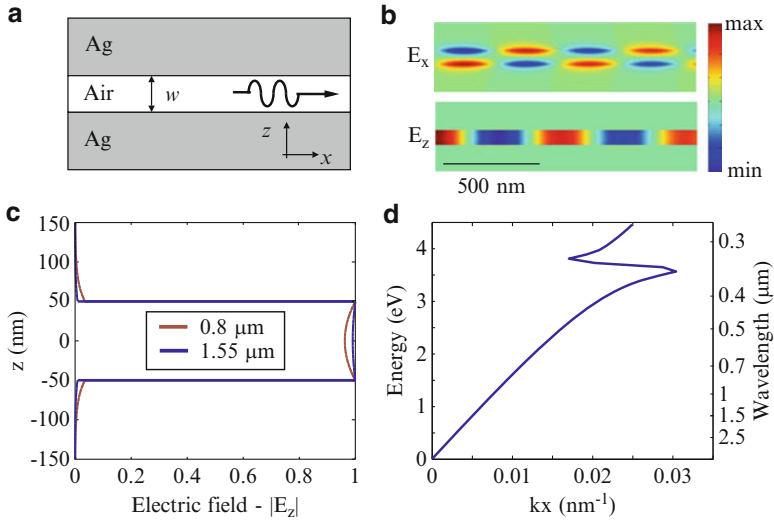 a
Ag
Air
w
Ag
z
x
b
Ex
Ez
500 nm
max
min
c
150
100
50
0
-50
-100
-150
z (nm)
0.8 μm
1.55 μm
0 0.2 0.4 0.6 0.8 1
Electric field - |Ez|
d
4
3
2
1
0
Energy (eV)
0.3
0.4
0.5
0.7
1
1.5
2.5
Wavelength (μm)
0 0.01 0.02 0.03
kx (nm⁻¹)